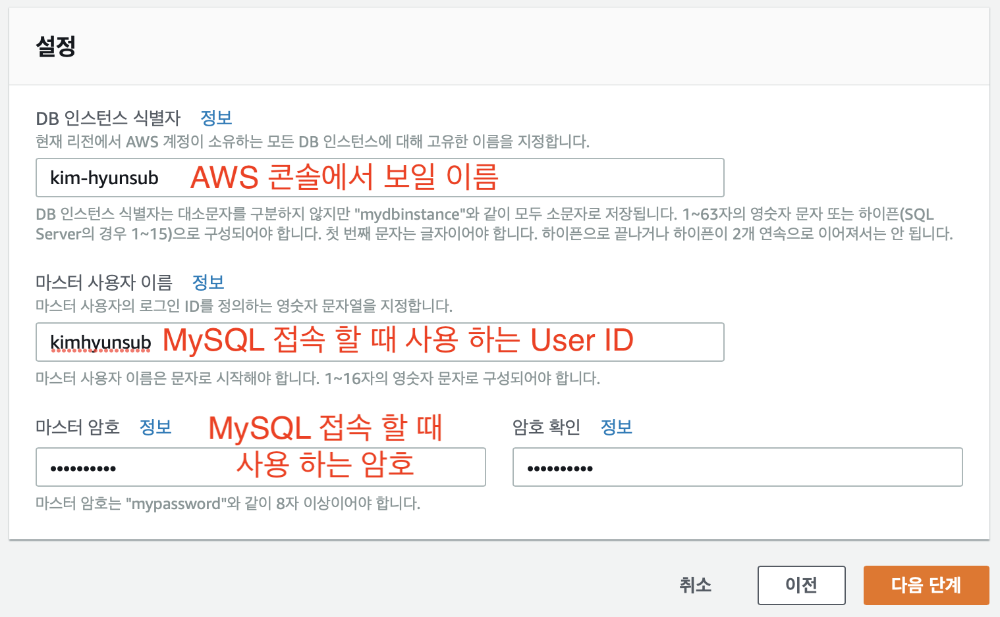 설정
DB 인스턴스 식별자 정보
현재 리전에서 AWS 계정이 소유하는 모든 DB 인스턴스에 대해 고유한 이름을 지정합니다.
kim-hyunsub AWS 콘솔에서 보일 이름
DB 인스턴스 식별자는 대소문자를 구분하지 않지만 "mydbinstance"와 같이 모두 소문자로 저장됩니다. 1~63자의 영숫자 문자 또는 하이픈(SQL
Server의 경우 1~15)으로 구성되어야 합니다. 첫 번째 문자는 글자이어야 합니다. 하이픈으로 끝나거나 하이픈이 2개 연속으로 이어져서는 안 됩니다.
마스터 사용자 이름 정보
마스터 사용자의 로그인 ID를 정의하는 영숫자 문자열을 지정합니다.
kimhyunsub MySQL 접속 할 때 사용 하는 User ID
마스터 사용자 이름은 문자로 시작해야 합니다. 1~16자의 영숫자 문자로 구성되어야 합니다.
마스터 암호 정보 MySQL 접속 할 때 암호 확인 정보
•••••••••• 사용 하는 암호 ••••••••••
마스터 암호는 "mypassword"와 같이 8자 이상이어야 합니다.
취소 이전 다음 단계